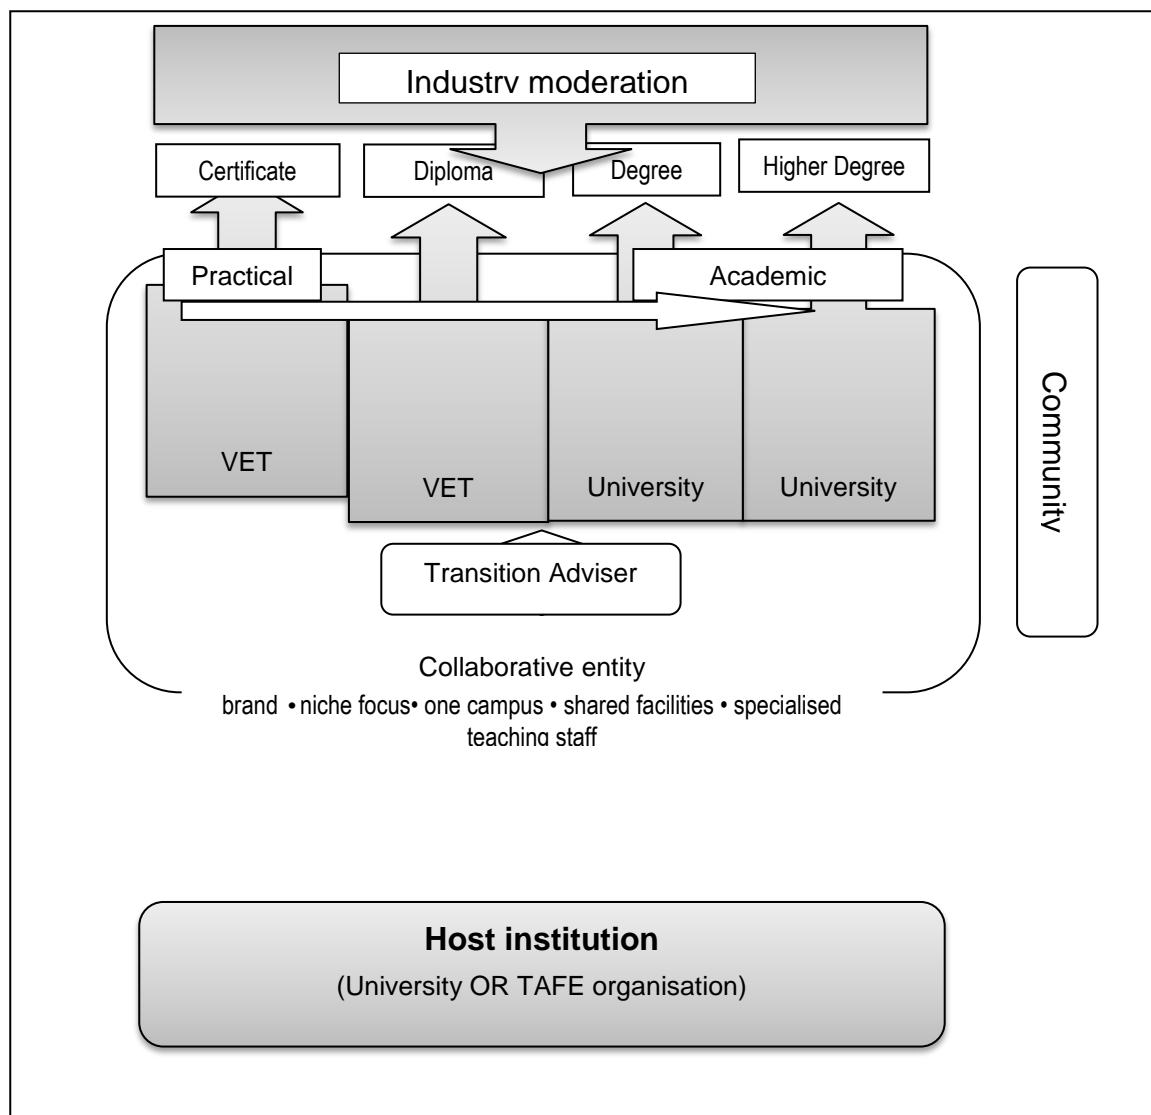 Industry moderation
Certificate
Diploma
Degree
Higher Degree
Practical
Academic
VET
VET
University
University
Community
Transition Adviser
Collaborative entity
brand • niche focus• one campus • shared facilities • specialised
teaching staff
Host institution
(University OR TAFE organisation)